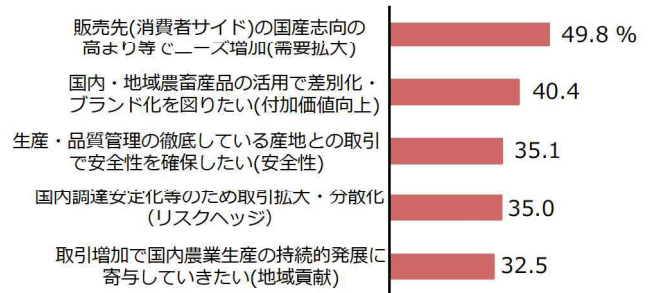 販売先(消費者サイド)の国産志向の
高まり等でニーズ増加(需要拡大)
49.8 %
国内・地域農畜産品の活用で差別化・
ブランド化を図りたい(付加価値向上)
40.4
生産・品質管理の徹底している産地との取引
で安全性を確保したい(安全性)
35.1
国内調達安定化等のため取引拡大・分散化
(リスクヘッジ)
35.0
取引増加で国内農業生産の持続的発展に
寄与していきたい(地域貢献)
32.5